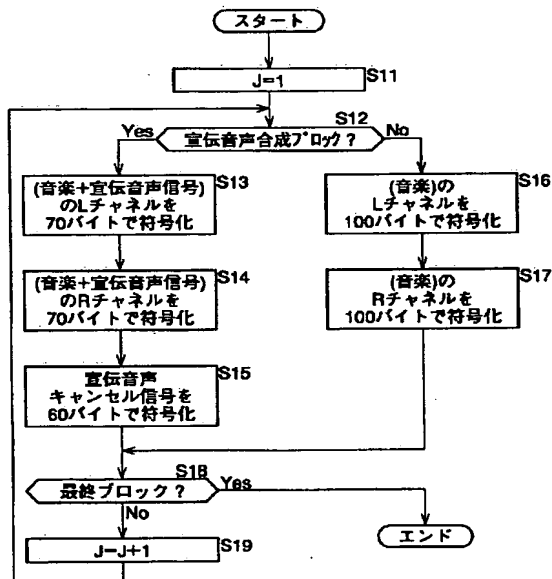 スタート
J=1
S11
S12
宣伝音声合成ブロック?
Yes
No
S13
(音楽+宣伝音声信号)
のLチャネルを
70バイトで符号化
S14
(音楽+宣伝音声信号)
のRチャネルを
70バイトで符号化
S15
宣伝音声
キャンセル信号を
60バイトで符号化
S16
(音楽)の
Lチャネルを
100バイトで符号化
S17
(音楽)の
Rチャネルを
100バイトで符号化
S18
最終ブロック?
Yes
No
エンド
S19
J=J+1